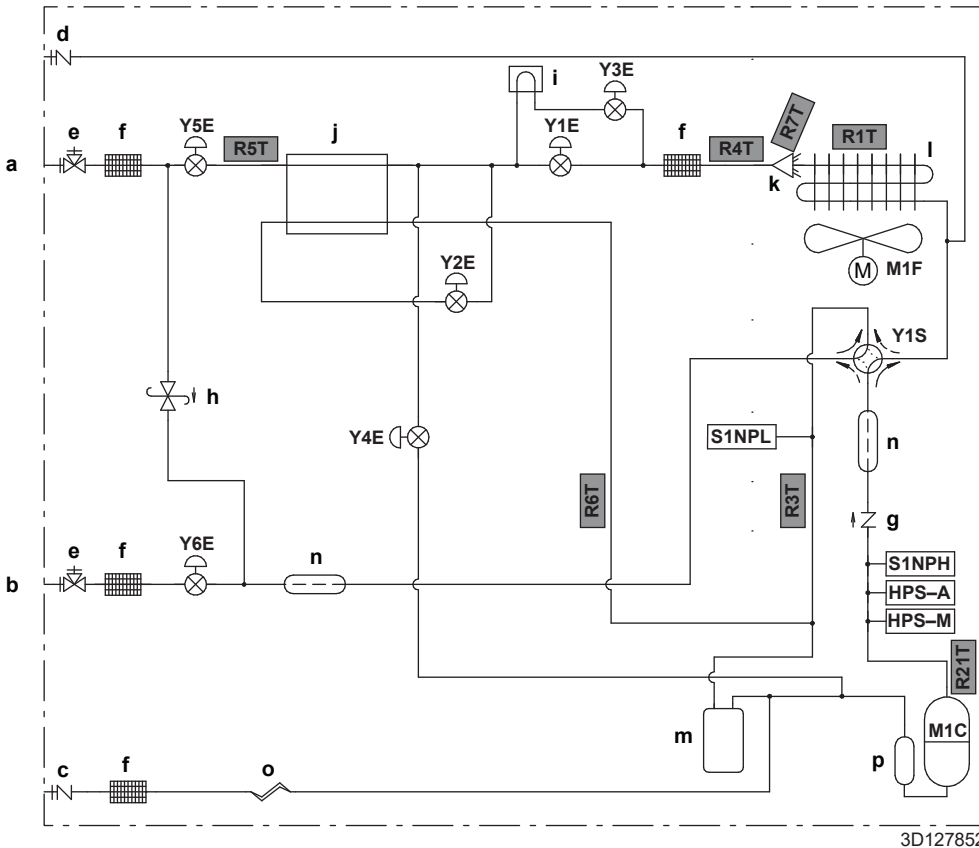 d
i
Y3E
e
f
Y5E
R5T
j
Y1E
f
R4T
R7T
R1T
l
a
k
Y2E
M
M1F
Y1S
h
Y4E
S1NPL
n
R6T
R3T
g
e
f
Y6E
n
S1NPH
b
HPS–A
HPS–M
R21T
m
M1C
p
c
f
o
3D127852